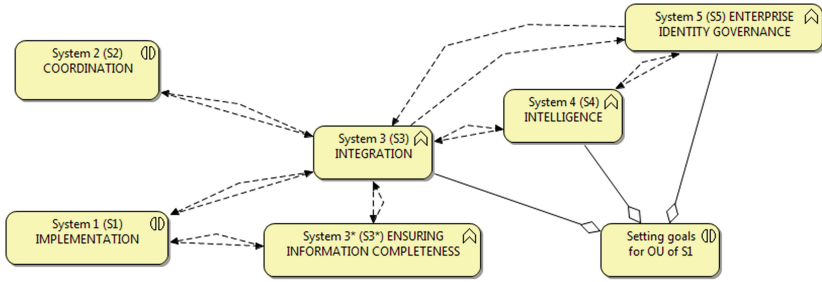 System 5 (S5) ENTERPRISE
IDENTITY GOVERNANCE
System 2 (S2)
COORDINATION
System 4 (S4)
INTELLIGENCE
System 3 (S3)
INTEGRATION
System 1 (S1)
IMPLEMENTATION
System 3* (S3*) ENSURING
INFORMATION COMPLETENESS
Setting goals
for OU of S1